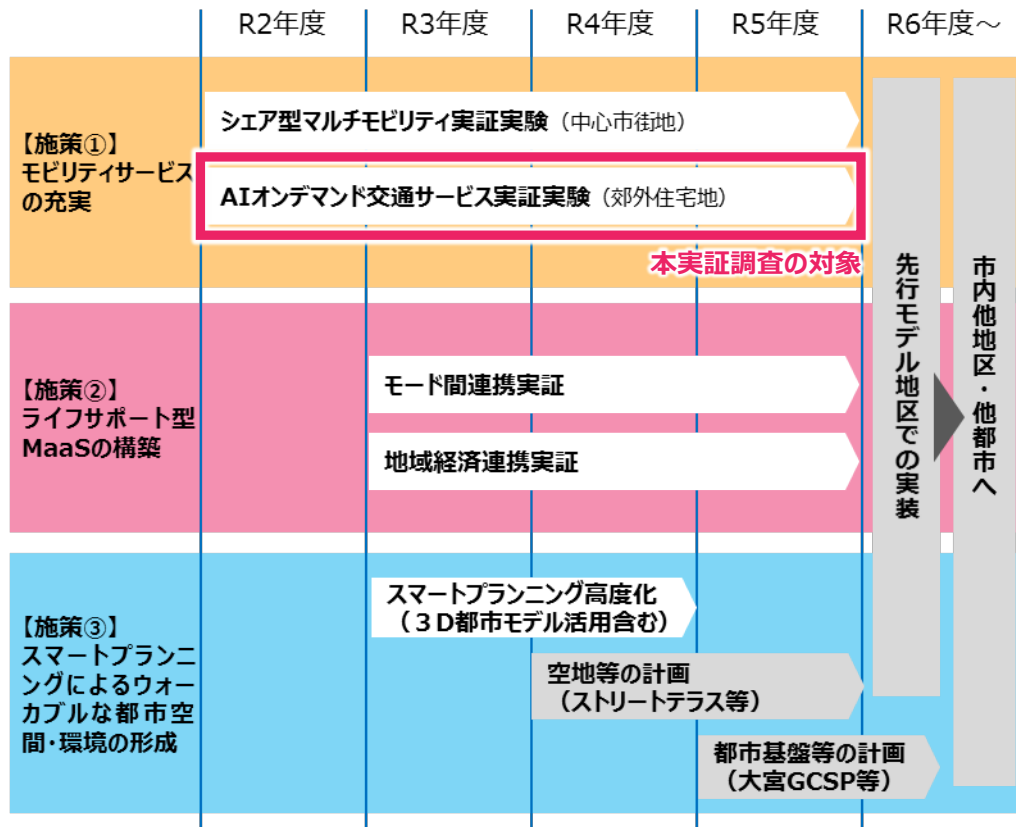 R2年度 R3年度 R4年度 R5年度 R6年度～
【施策①】
モビリティサービス
の充実
シェア型マルチモビリティ実証実験（中心市街地）
AIオンデマンド交通サービス実証実験（郊外住宅地）
本実証調査の対象
【施策②】
ライフサポート型
MaaSの構築
モード間連携実証
地域経済連携実証
【施策③】
スマートプランニ
ングによるウォー
カブルな都市空
間・環境の形成
スマートプランニング高度化
（３D都市モデル活用含む）
空地等の計画
（ストリートテラス等）
都市基盤等の計画
（大宮GCSP等）
先行モデル地区での実装
市内他地区・他都市へ